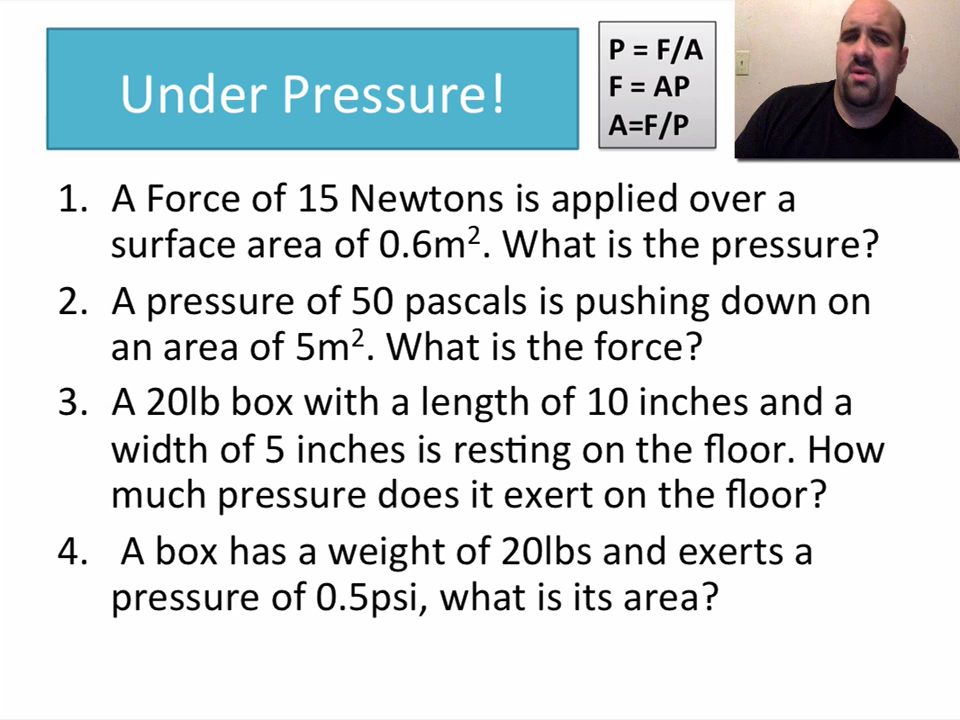 Under Pressure!
P = F/A
F = AP
A=F/P
1. A Force of 15 Newtons is applied over a
surface area of 0.6m². What is the pressure?
2. A pressure of 50 pascals is pushing down on
an area of 5m². What is the force?
3. A 20lb box with a length of 10 inches and a
width of 5 inches is resting on the floor. How
much pressure does it exert on the floor?
4. A box has a weight of 20lbs and exerts a
pressure of 0.5psi, what is its area?